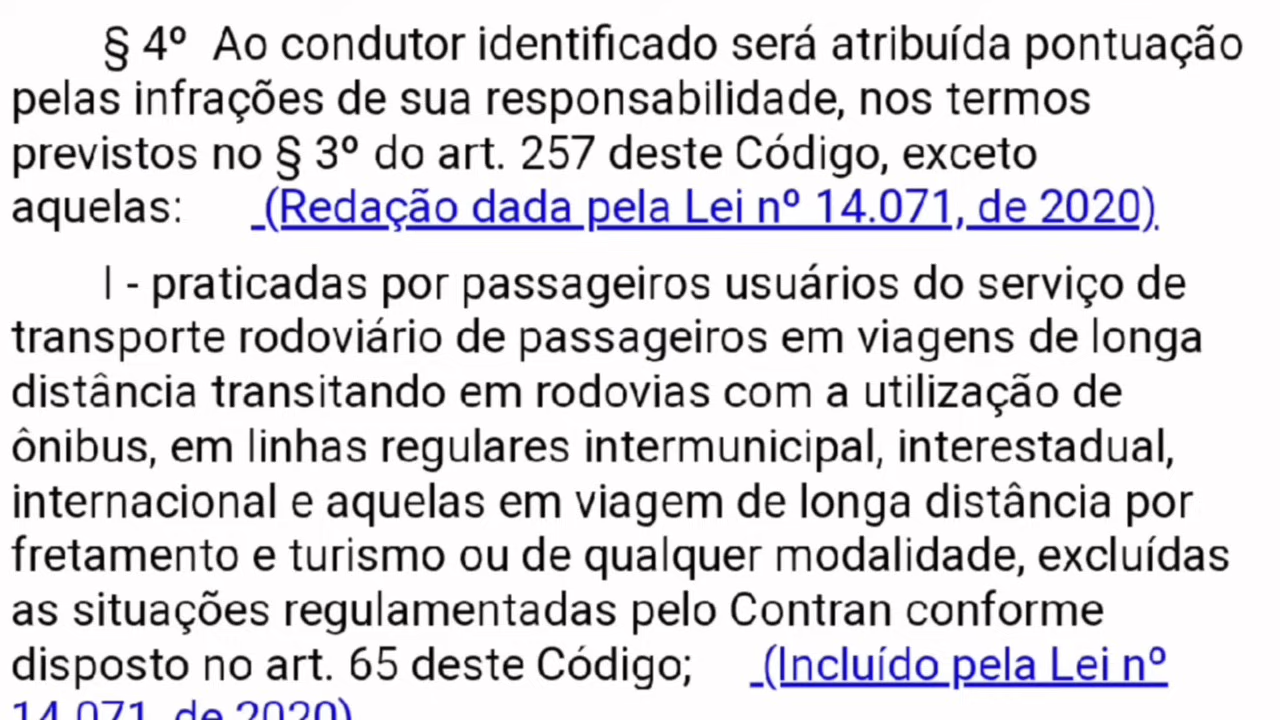 § 4º Ao condutor identificado será atribuída pontuação
pelas infrações de sua responsabilidade, nos termos
previstos no § 3º do art. 257 deste Código, exceto
aquelas: (Redação dada pela Lei nº 14.071, de 2020).
I - praticadas por passageiros usuários do serviço de
transporte rodoviário de passageiros em viagens de longa
distância transitando em rodovias com a utilização de
ônibus, em linhas regulares intermunicipal, interestadual,
internacional e aquelas em viagem de longa distância por
fretamento e turismo ou de qualquer modalidade, excluídas
as situações regulamentadas pelo Contran conforme
disposto no art. 65 deste Código; (Incluído pela Lei nº
14.071, de 2020)